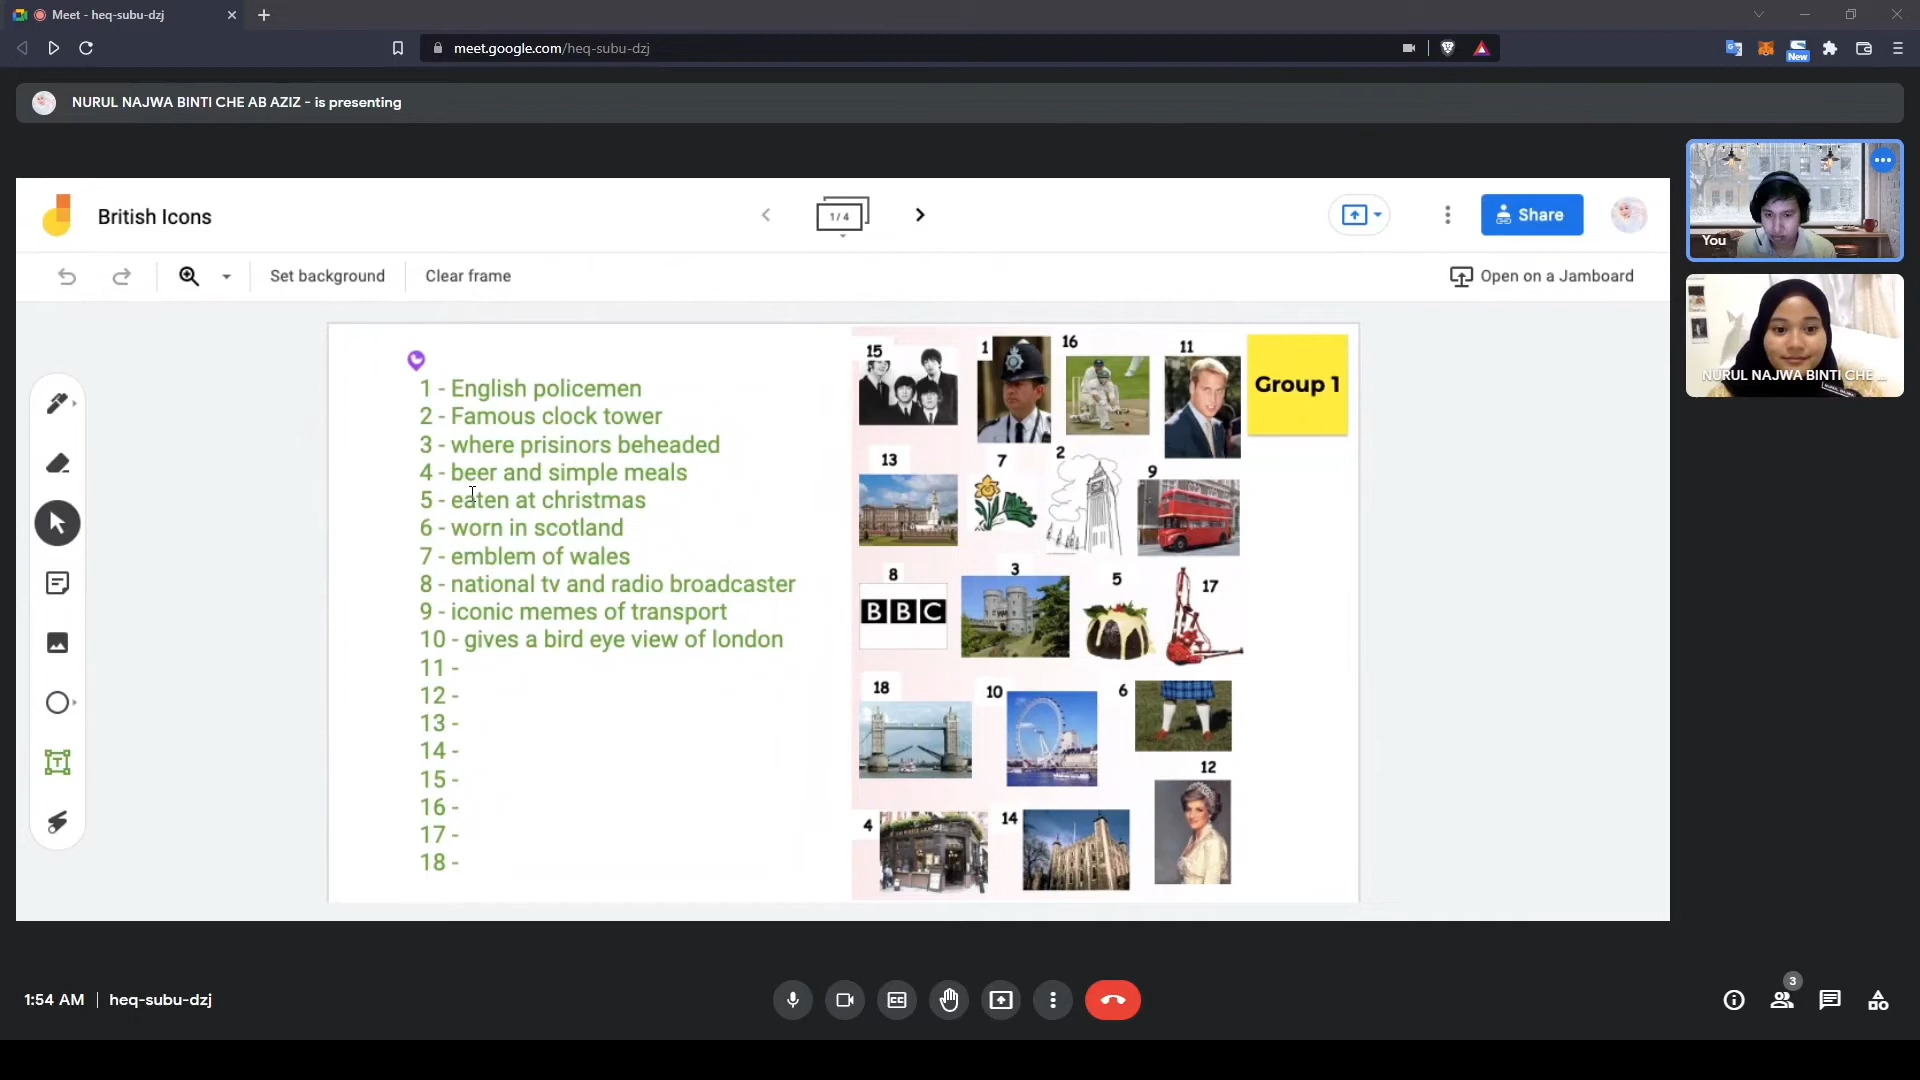 Meet - heq-subu-dzj
meet.google.com/heq-subu-dzj
New
NURUL NAJWA BINTI CHE AB AZIZ - is presenting
British Icons
1 / 4
Share
Set background
Clear frame
Open on a Jamboard
1 - English policemen
2 - Famous clock tower
3 - where prisinors beheaded
4 - beer and simple meals
5 - eaten at christmas
6 - worn in scotland
7 - emblem of wales
8 - national tv and radio broadcaster
9 - iconic memes of transport
10 - gives a bird eye view of london
11 -
12 -
13 -
14 -
15 -
16 -
17 -
18 -
15
1
16
11
Group 1
13
7
2
9
8
3
5
17
BBC
18
10
6
12
4
14
You
NURUL NAJWA BINTI CHE ...
1:54 AM | heq-subu-dzj
3